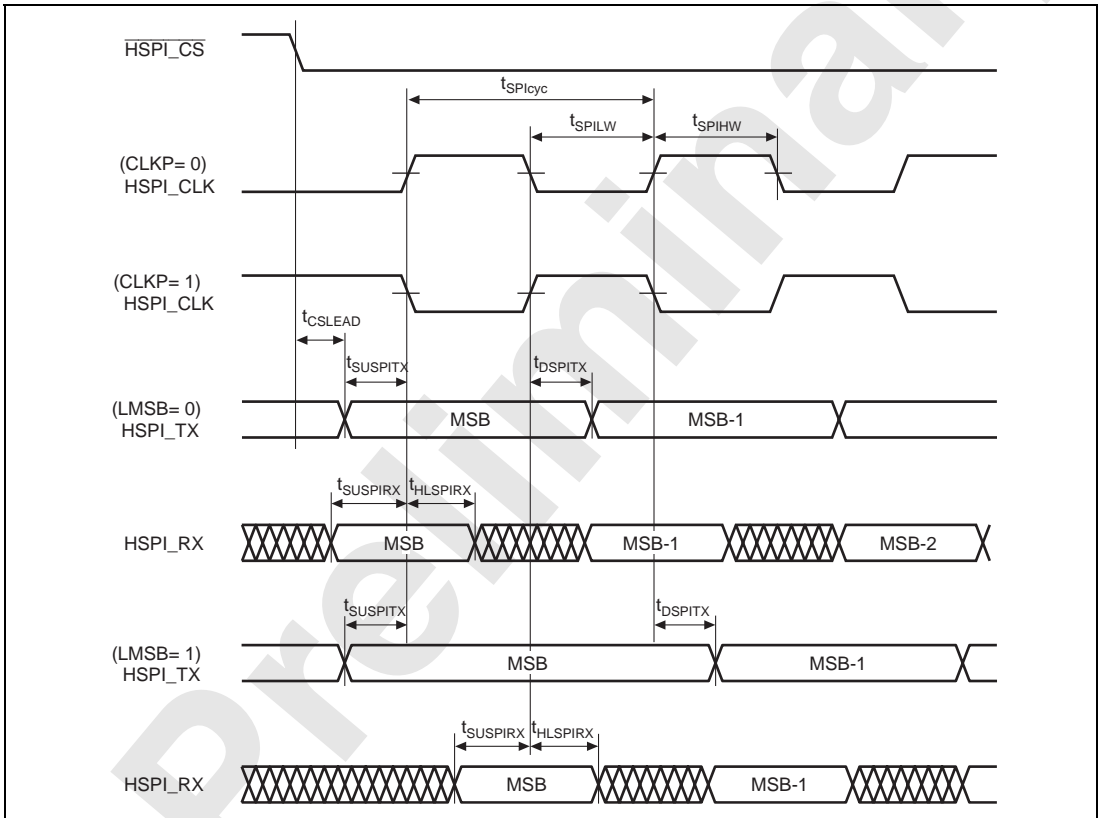 HSPI_CS
tSPIcyc
tSPILW tSPIHW
(CLKP= 0)
HSPI_CLK
(CLKP= 1)
HSPI_CLK
tCSLEAD
tSUSPITX tDSPITX
(LMSB= 0)
HSPI_TX
MSB MSB-1
tSUSPIRX tHLSPIRX
HSPI_RX MSB MSB-1 MSB-2
tSUSPITX tDSPITX
(LMSB= 1)
HSPI_TX
MSB MSB-1
tSUSPIRX tHLSPIRX
HSPI_RX MSB MSB-1
Preliminar